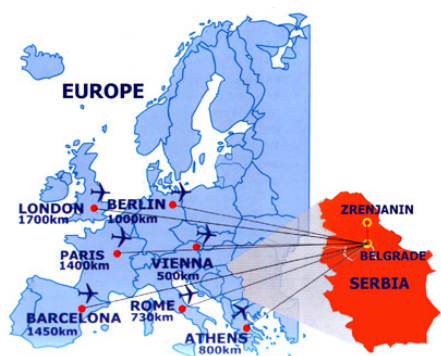 EUROPE
ZRENJANIN
BELGRADE
SERBIA
LONDON
1700km
BERLIN
1000km
PARIS
1400km
VIENNA
500km
BARCELONA
1450km
ROME
730km
ATHENS
800km